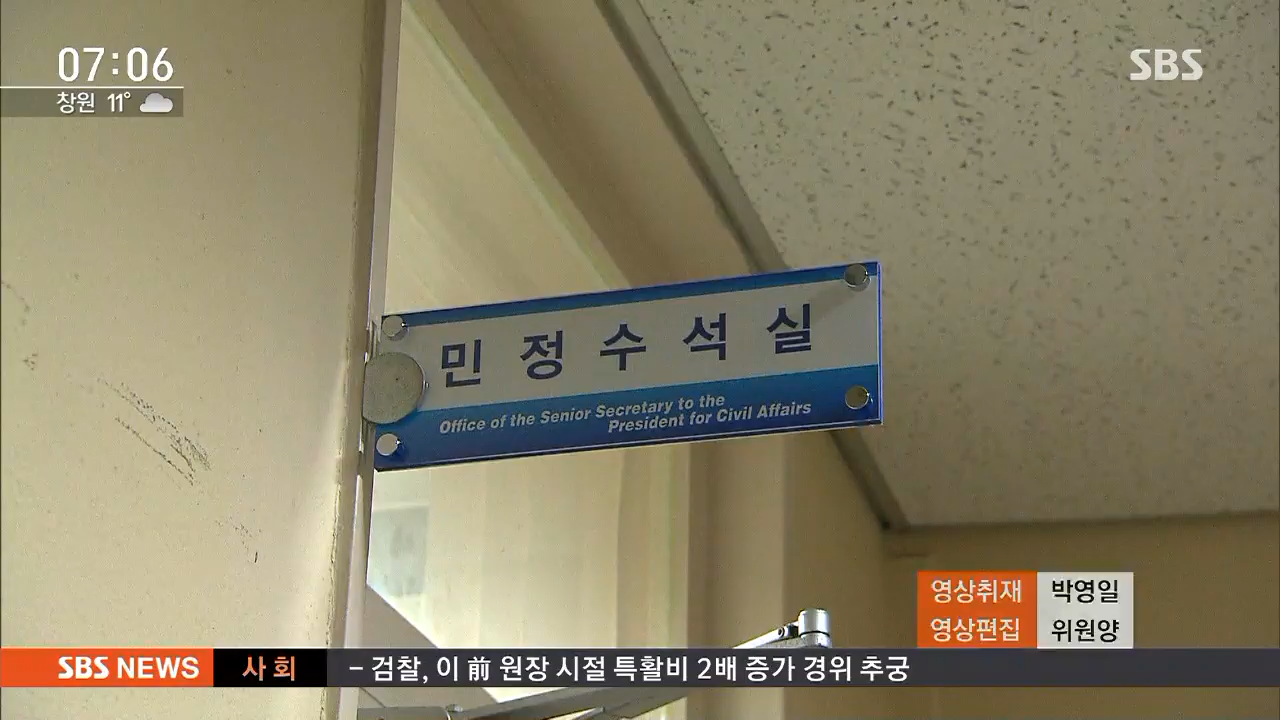 07:06
창원 11°
SBS
민정수석실
Office of the Senior Secretary to the
President for Civil Affairs
영상취재 박영일
영상편집 위원양
SBS NEWS 사회 - 검찰, 이 前 원장 시절 특활비 2배 증가 경위 추궁